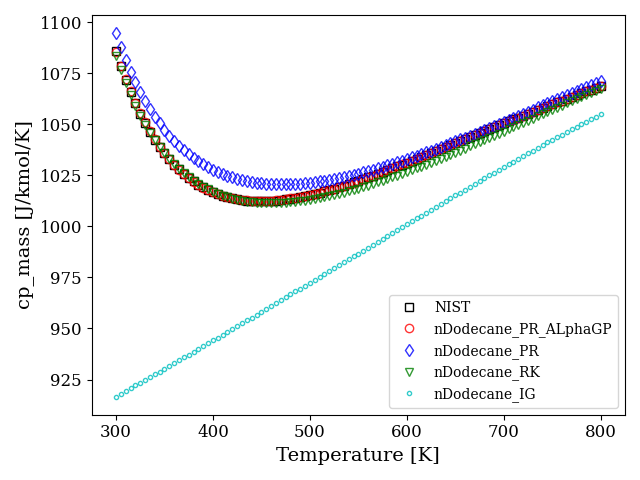 1100
1075
1050
1025
1000
975
950
925
cp_mass [J/kmol/K]
NIST
nDodecane_PR_ALphaGP
nDodecane_PR
nDodecane_RK
nDodecane_IG
300
400
500
600
700
800
Temperature [K]